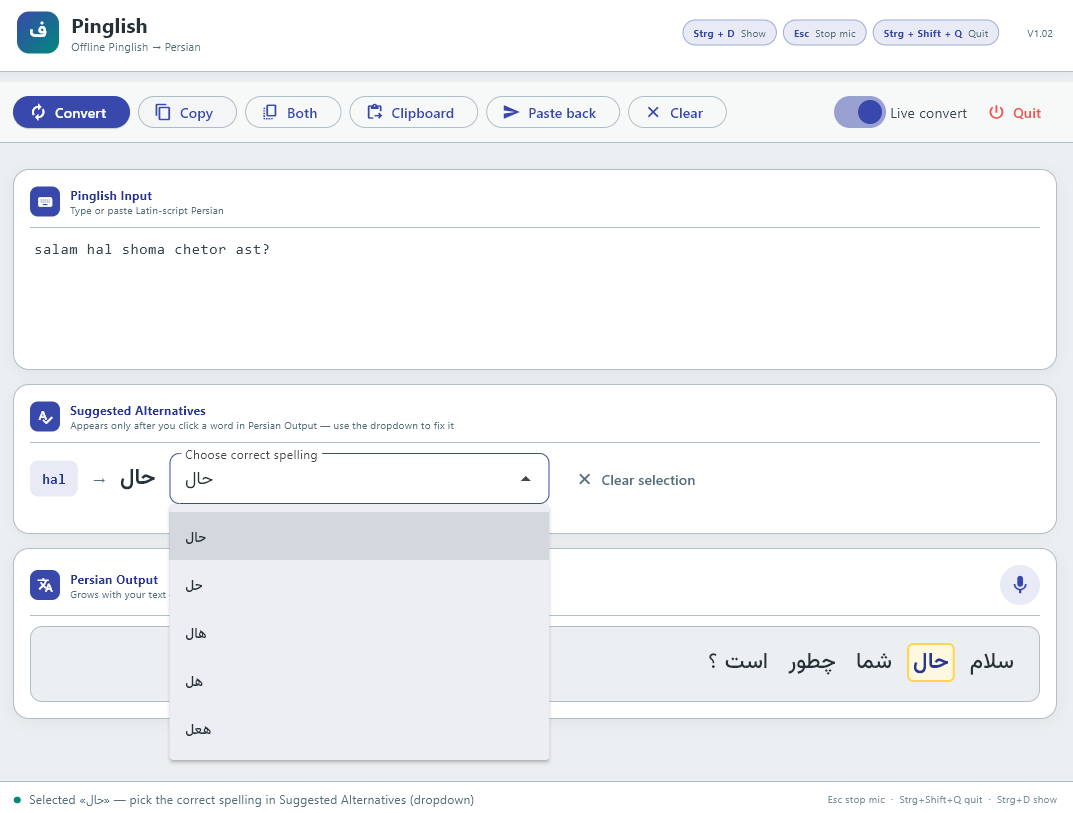 ف
Pinglish
Offline Pinglish → Persian
Strg + D Show
Esc Stop mic
Strg + Shift + Q Quit
V1.02
Convert
Copy
Both
Clipboard
Paste back
Clear
Live convert
Quit
Pinglish Input
Type or paste Latin-script Persian
salam hal shoma chetor ast?
Suggested Alternatives
Appears only after you click a word in Persian Output — use the dropdown to fix it
hal → حال
Choose correct spelling
حال
Clear selection
حال
حل
هال
هل
هعل
Persian Output
Grows with your text
سلام حال شما چطور است ؟
Selected «حال» — pick the correct spelling in Suggested Alternatives (dropdown)
Esc stop mic · Strg+Shift+Q quit · Strg+D show